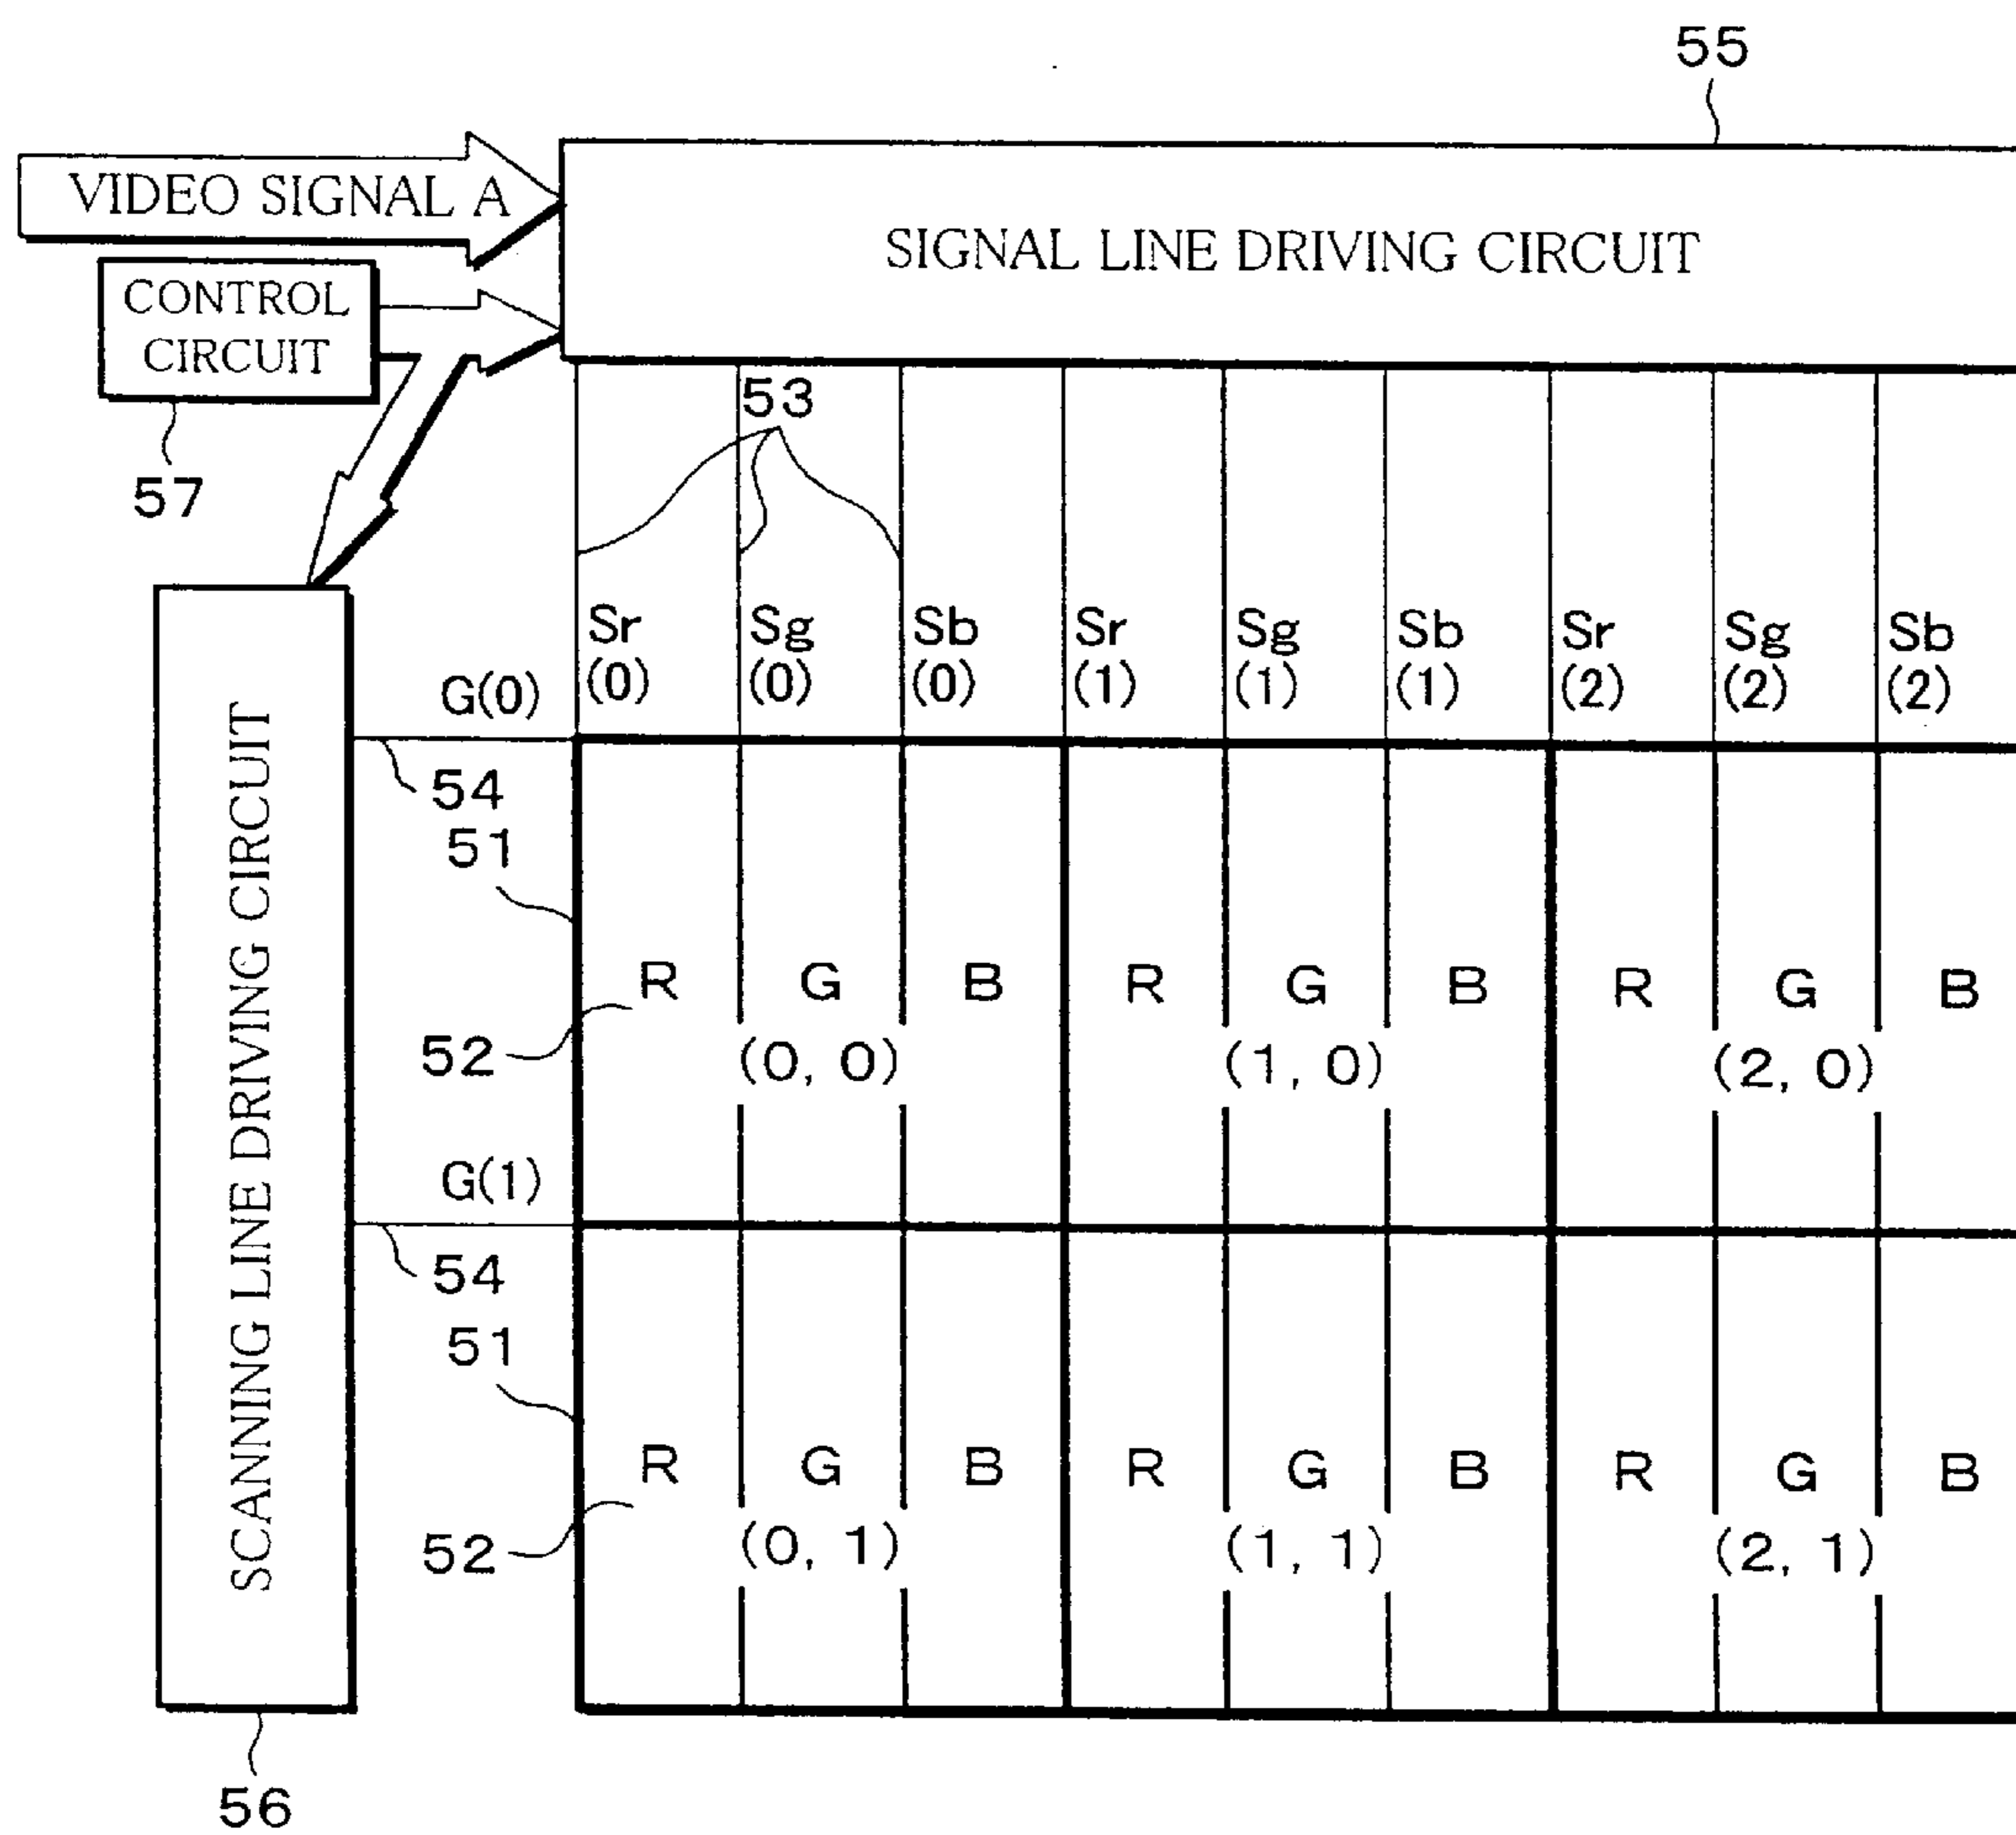 55
VIDEO SIGNAL A
SIGNAL LINE DRIVING CIRCUIT
CONTROL
CIRCUIT
57
53
Sr Sg Sb Sr Sg Sb Sr Sg Sb
G(0) (0) (0) (0) (1) (1) (1) (2) (2) (2)
54
51
R G B R G B R G B
52 (0, 0) (1, 0) (2, 0)
SCANNING LINE DRIVING CIRCUIT
G(1)
54
51
R G B R G B R G B
52 (0, 1) (1, 1) (2, 1)
56